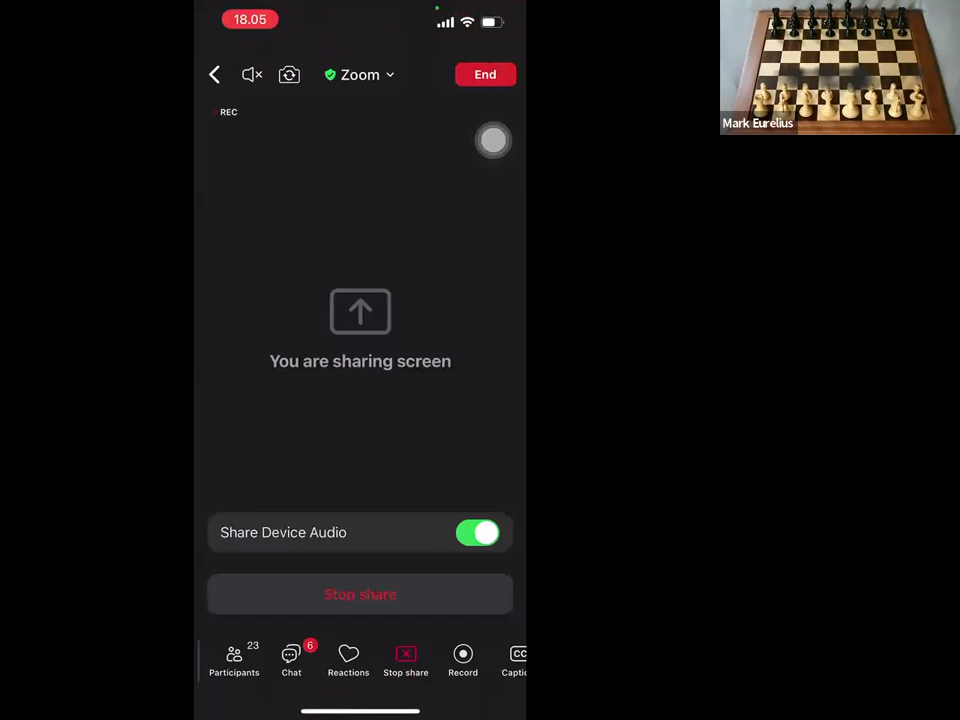 18.05
Zoom
End
REC
You are sharing screen
Share Device Audio
Stop share
23
6
Participants
Chat
Reactions
Stop share
Record
CC
Captio
Mark Eurelius